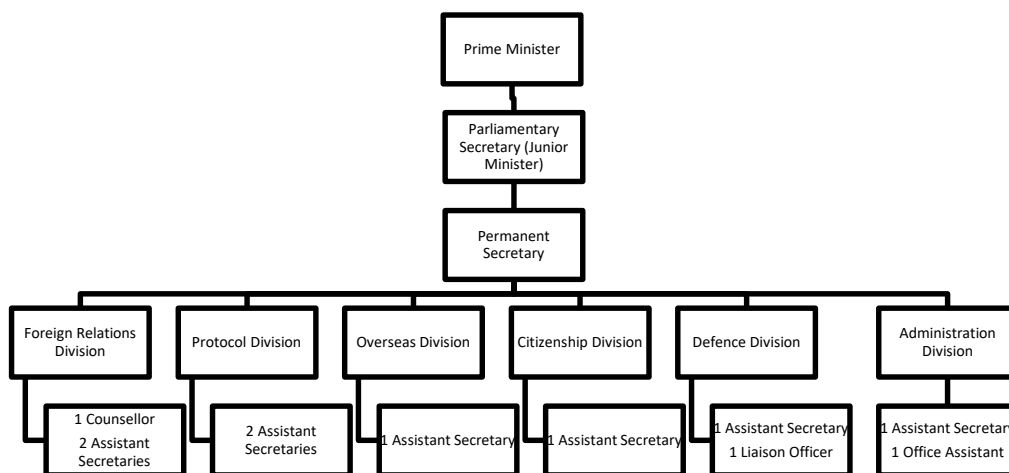 Prime Minister
Parliamentary
Secretary (Junior
Minister)
Permanent
Secretary
Foreign Relations
Division
Protocol Division
Overseas Division
Citizenship Division
Defence Division
Administration
Division
1 Counsellor
2 Assistant
Secretaries
2 Assistant
Secretaries
1 Assistant Secretary
1 Assistant Secretary
1 Assistant Secretary
1 Liaison Officer
1 Assistant Secretary
1 Office Assistant